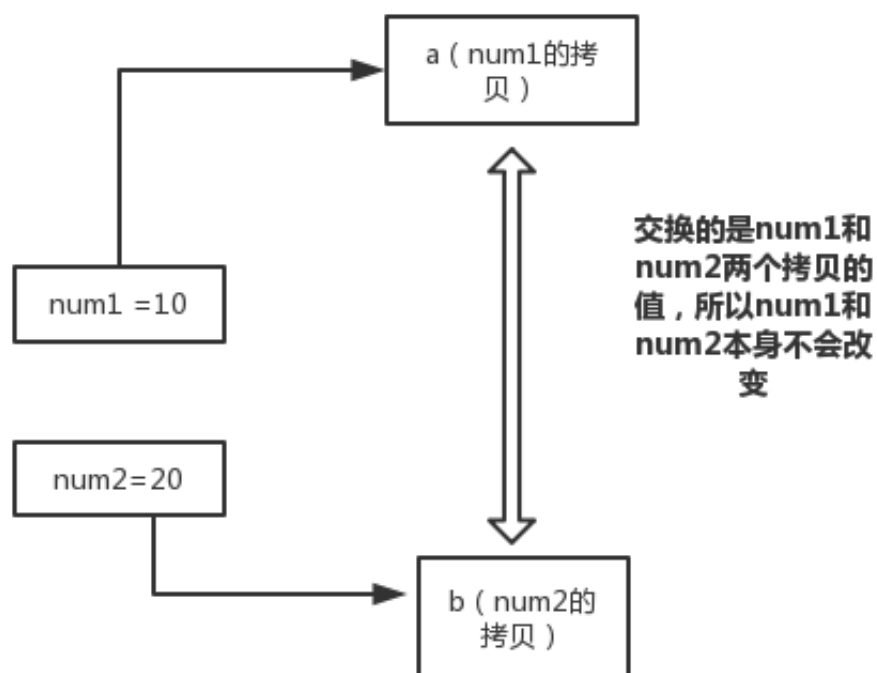 a（num1的拷
贝）
交换的是num1和
num2两个拷贝的
值，所以num1和
num2本身不会改
变
num1 =10
num2=20
b（num2的
拷贝）